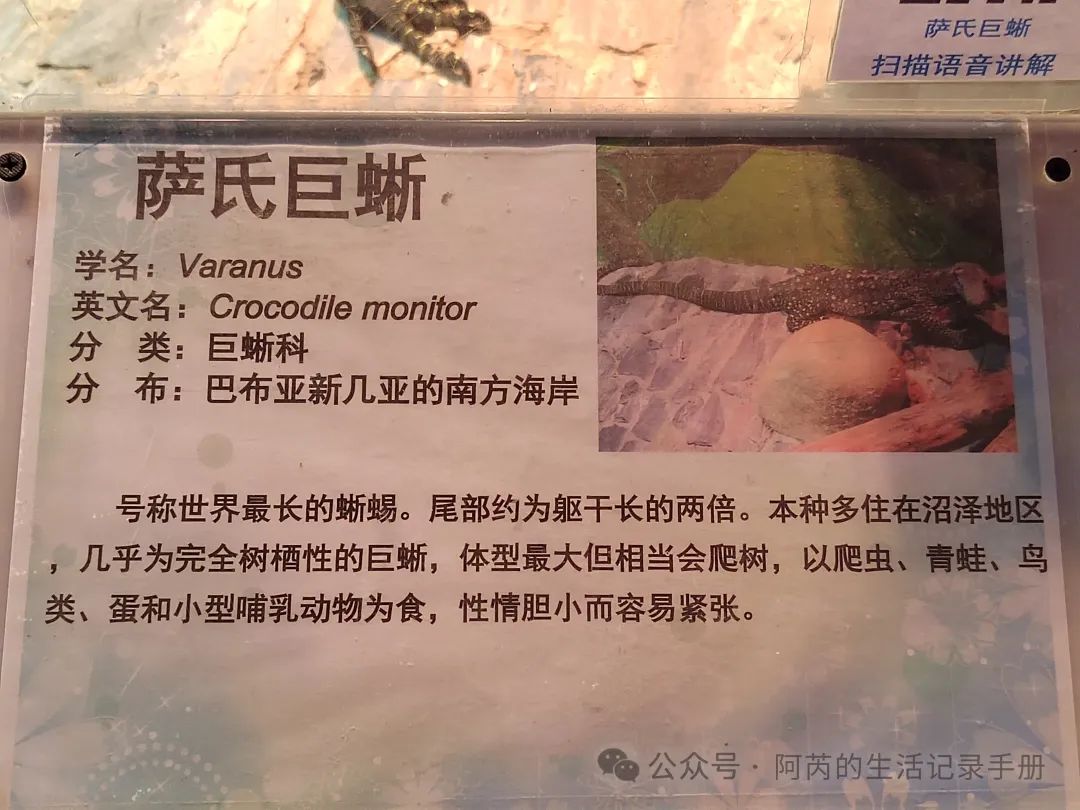 萨氏巨蜥
扫描语音讲解
萨氏巨蜥
学名：Varanus
英文名：Crocodile monitor
分 类：巨蜥科
分 布：巴布亚新几亚的南方海岸
号称世界最长的蜥蜴。尾部约为躯干长的两倍。本种多住在沼泽地区
，几乎为完全树栖性的巨蜥，体型最大但相当会爬树，以爬虫、青蛙、鸟
类、蛋和小型哺乳动物为食，性情胆小而容易紧张。
公众号·阿芮的生活记录手册